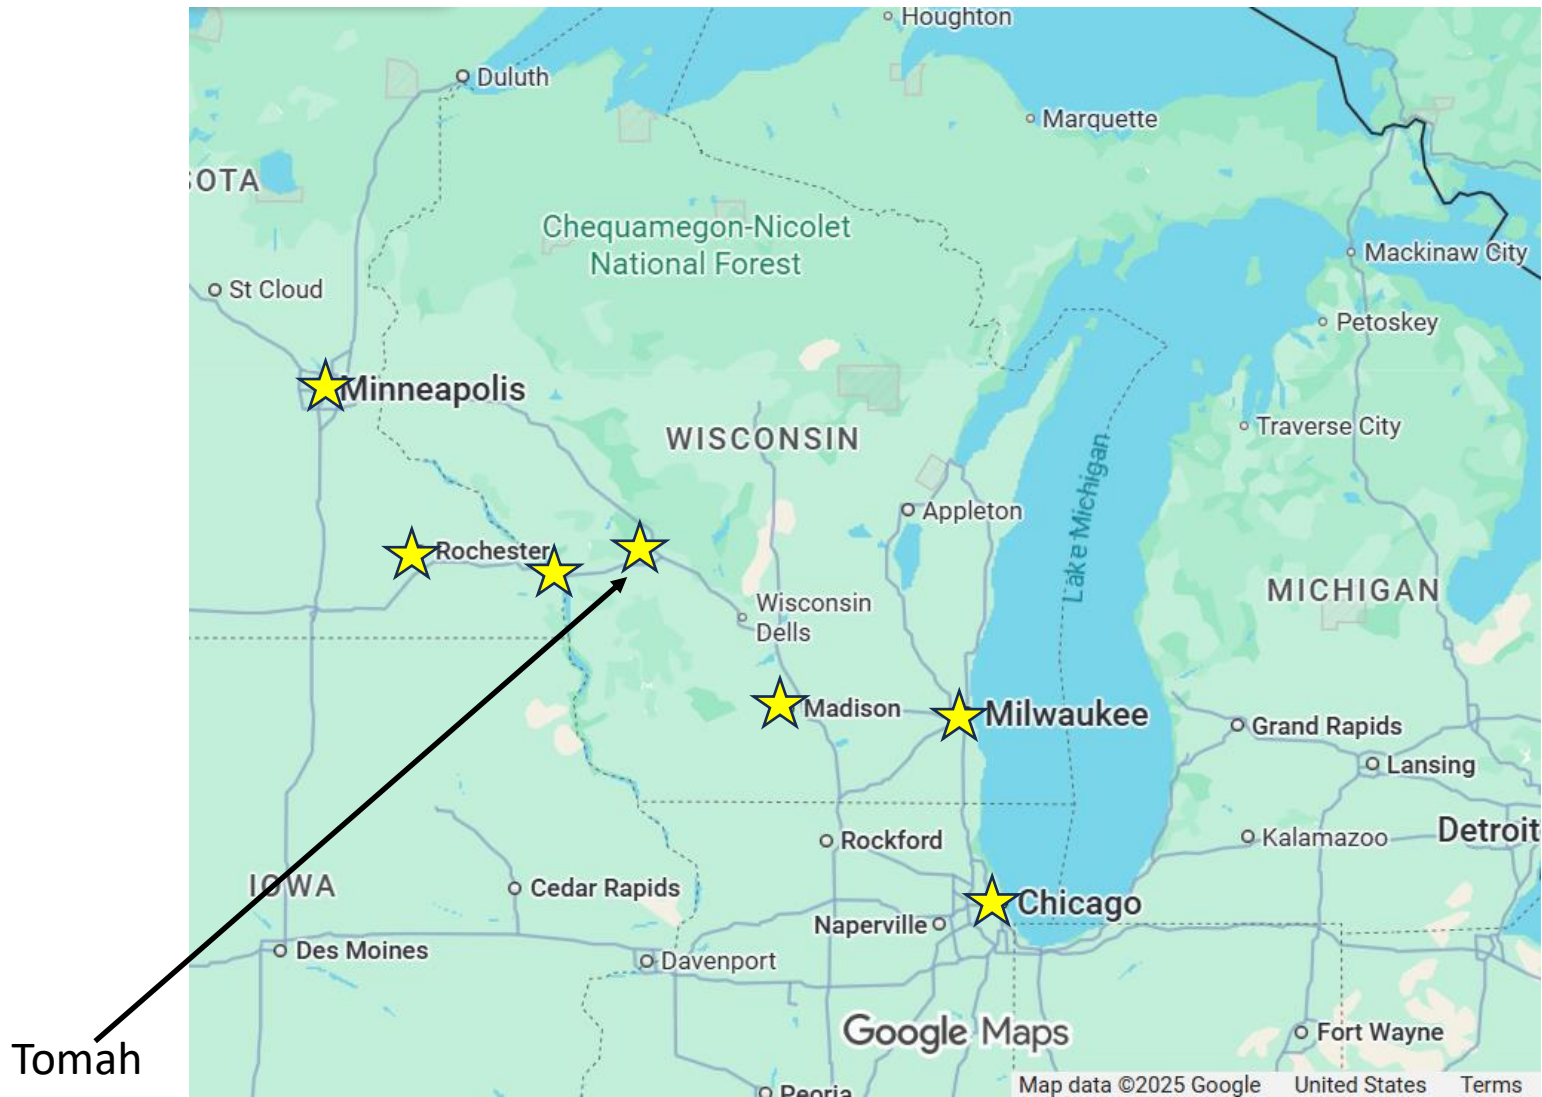 Houghton
Duluth
Marquette
SOTA
Chequamegon-Nicolet
National Forest
Mackinaw City
St Cloud
Petoskey
Minneapolis
Traverse City
WISCONSIN
Lake Michigan
Appleton
Rochester
MICHIGAN
Wisconsin
Dells
Madison
Milwaukee
Grand Rapids
Lansing
Rockford
Kalamazoo
Detroit
IOWA
Cedar Rapids
Chicago
Naperville
Des Moines
Davenport
Google Maps
Fort Wayne
Tomah
Peoria
Map data ©2025 Google United States Terms